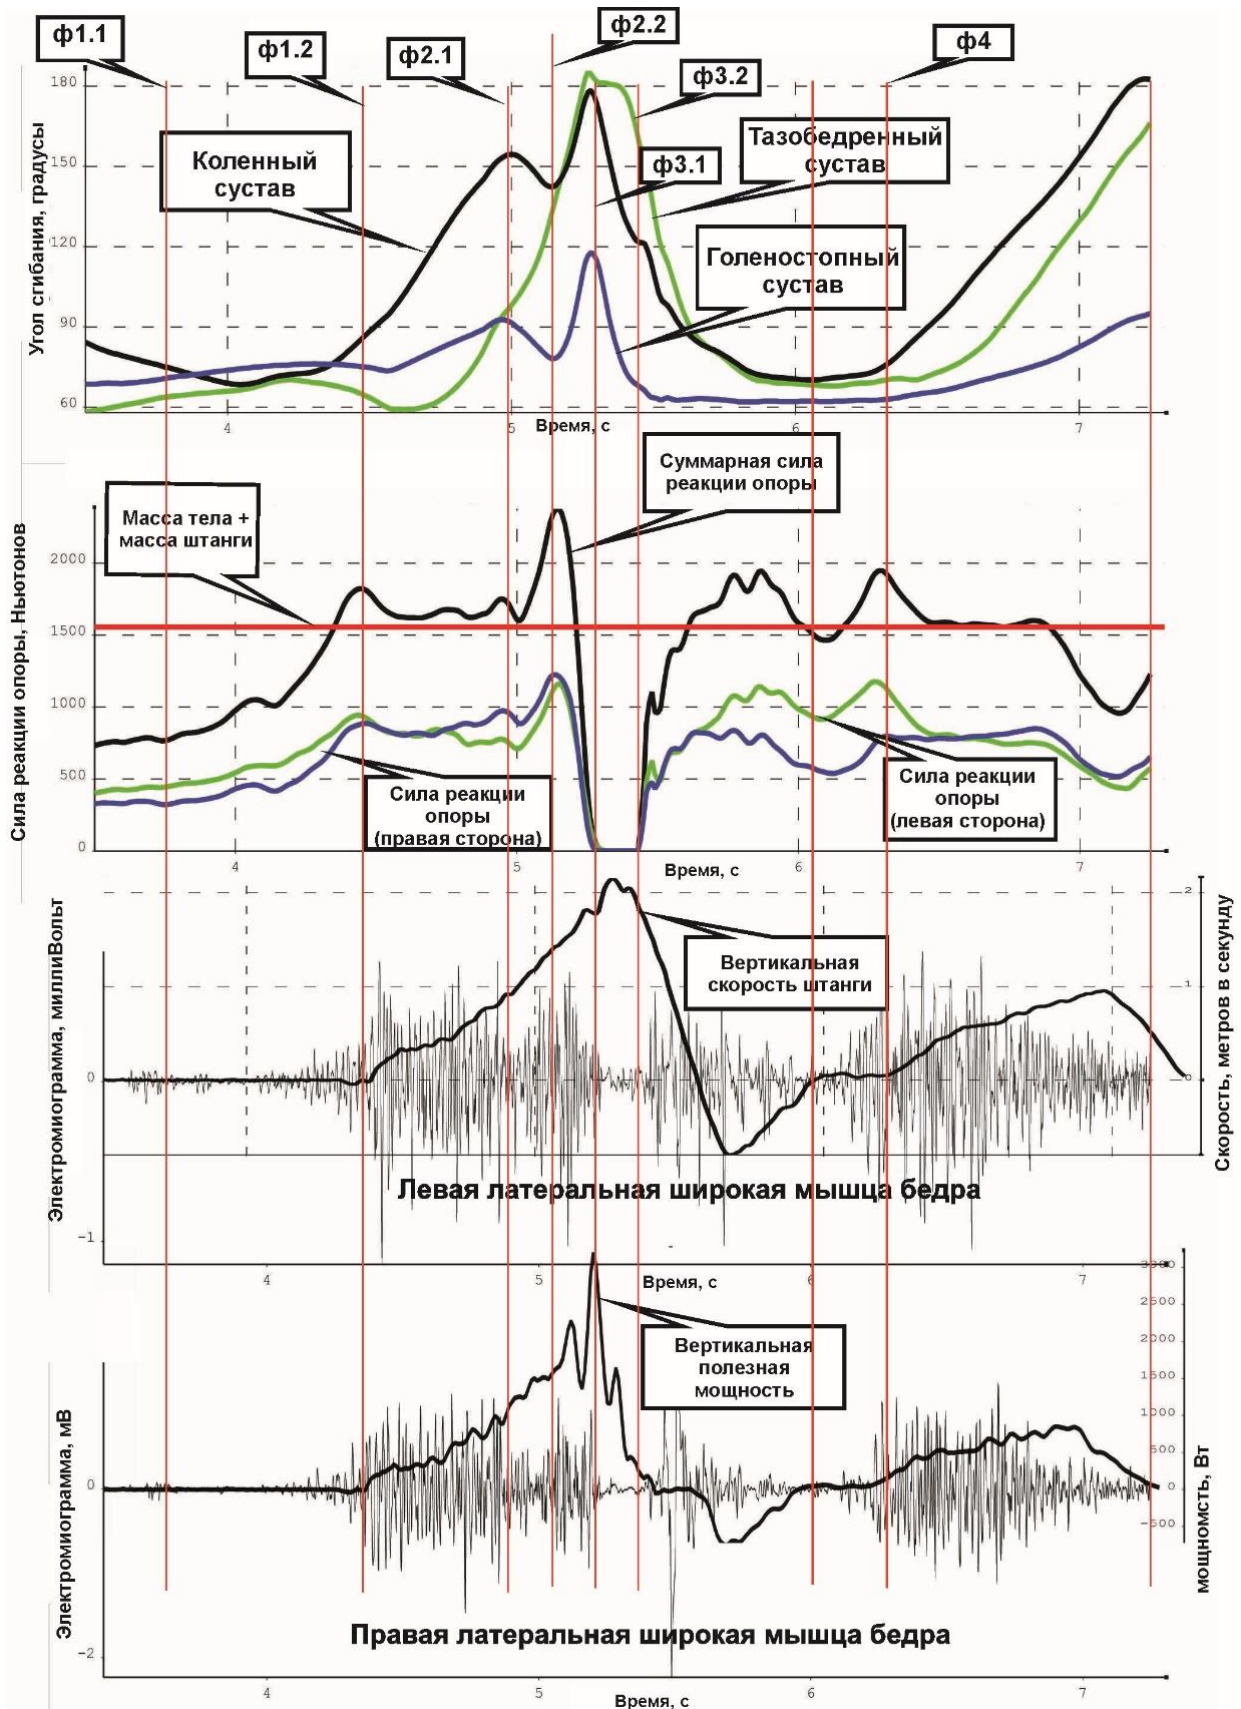 ф1.1
ф1.2
ф2.1
ф2.2
ф4
ф3.2
ф3.1
Коленный
сустав
Тазобедренный
сустав
Голеностопный
сустав
Угол сгибания, градусы
180
150
120
90
60
4
5
Время, с
6
7
Масса тела +
масса штанги
Суммарная сила
реакции опоры
Сила реакции опоры, Ньютонов
2000
1500
1000
500
0
Сила реакции
опоры
(правая сторона)
Сила реакции
опоры
(левая сторона)
4
5
Время, с
6
7
Электромиограмма, миллиВольт
0
-1
Вертикальная
скорость штанги
2
1
0
Скорость, метров в секунду
Левая латеральная широкая мышца бедра
4
5
Время, с
6
7
Электромиограмма, мВ
0
-2
Вертикальная
полезная
мощность
3000
2500
2000
1500
1000
500
0
-500
мощномсть, Вт
Правая латеральная широкая мышца бедра
4
5
Время, с
6
7